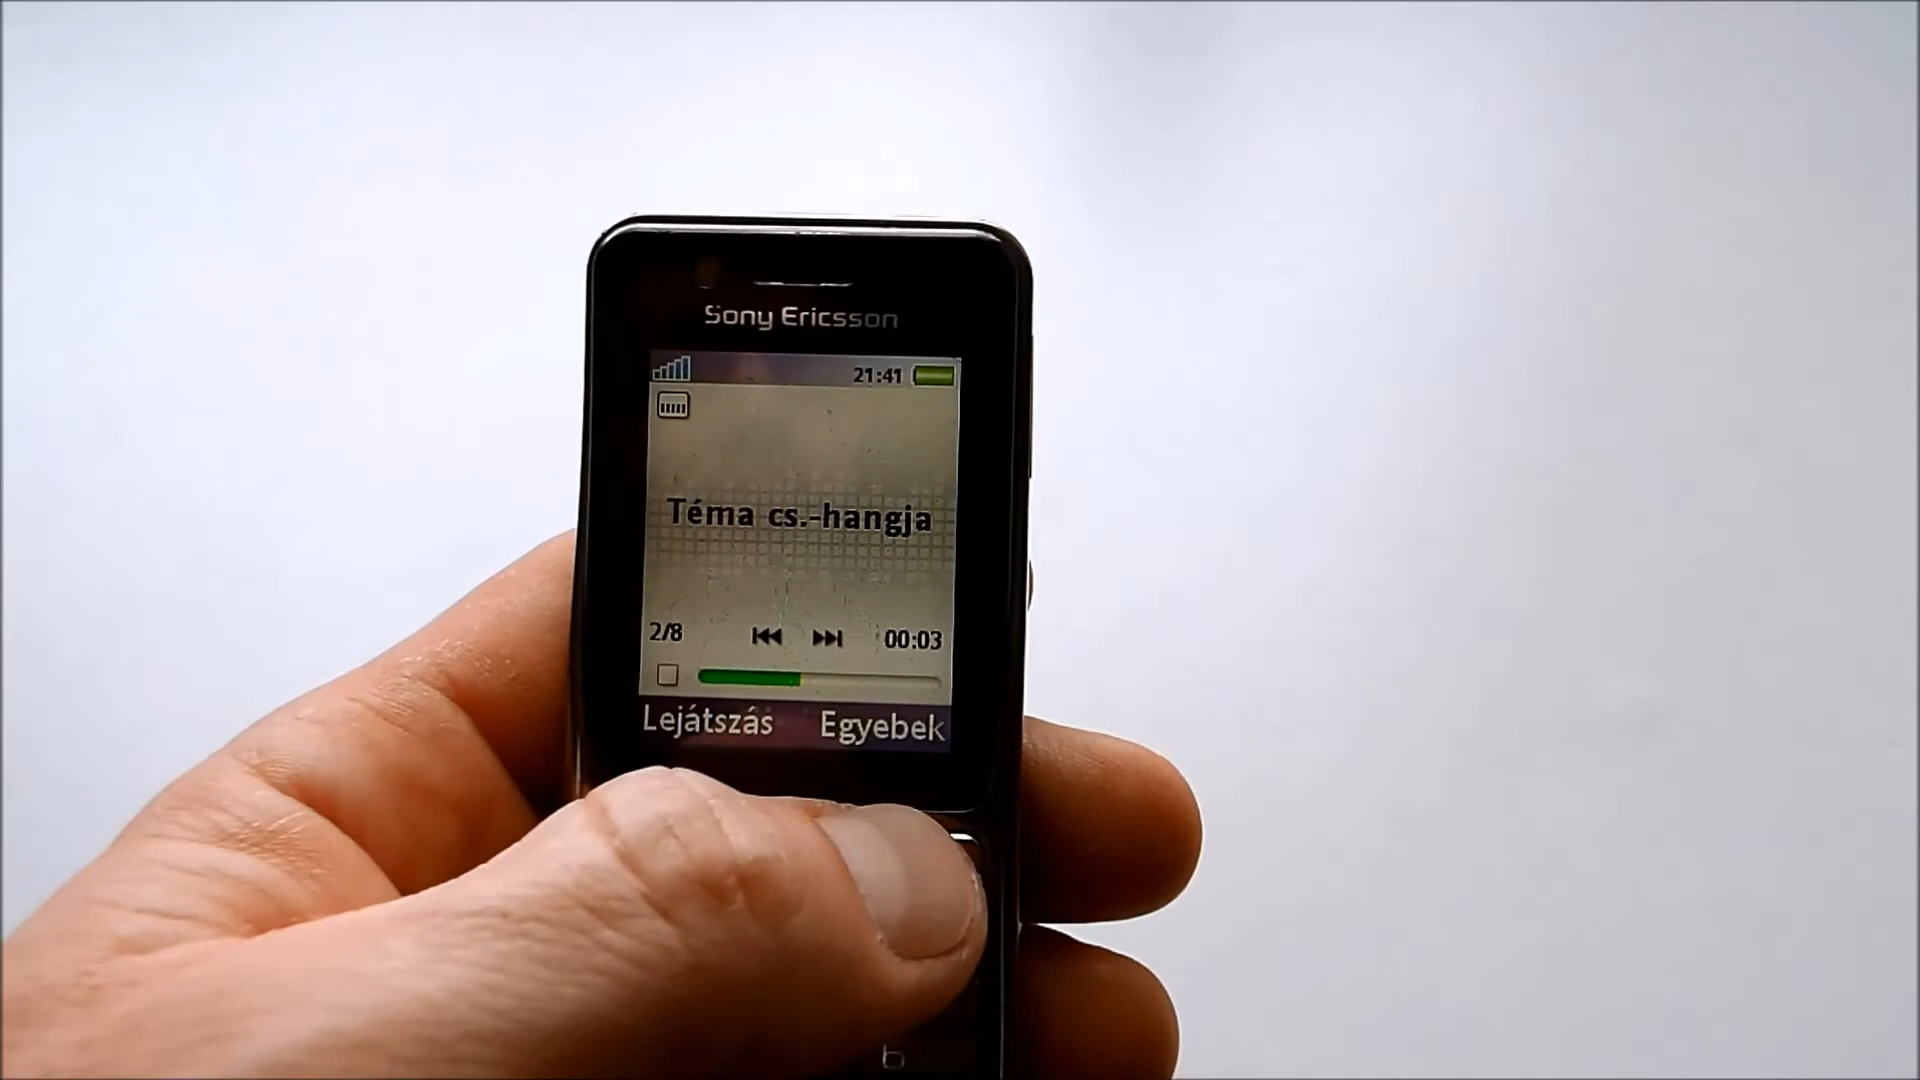 Sony Ericsson
21:41
Téma cs.-hangja
2/8 00:03
Lejátszás Egyebek